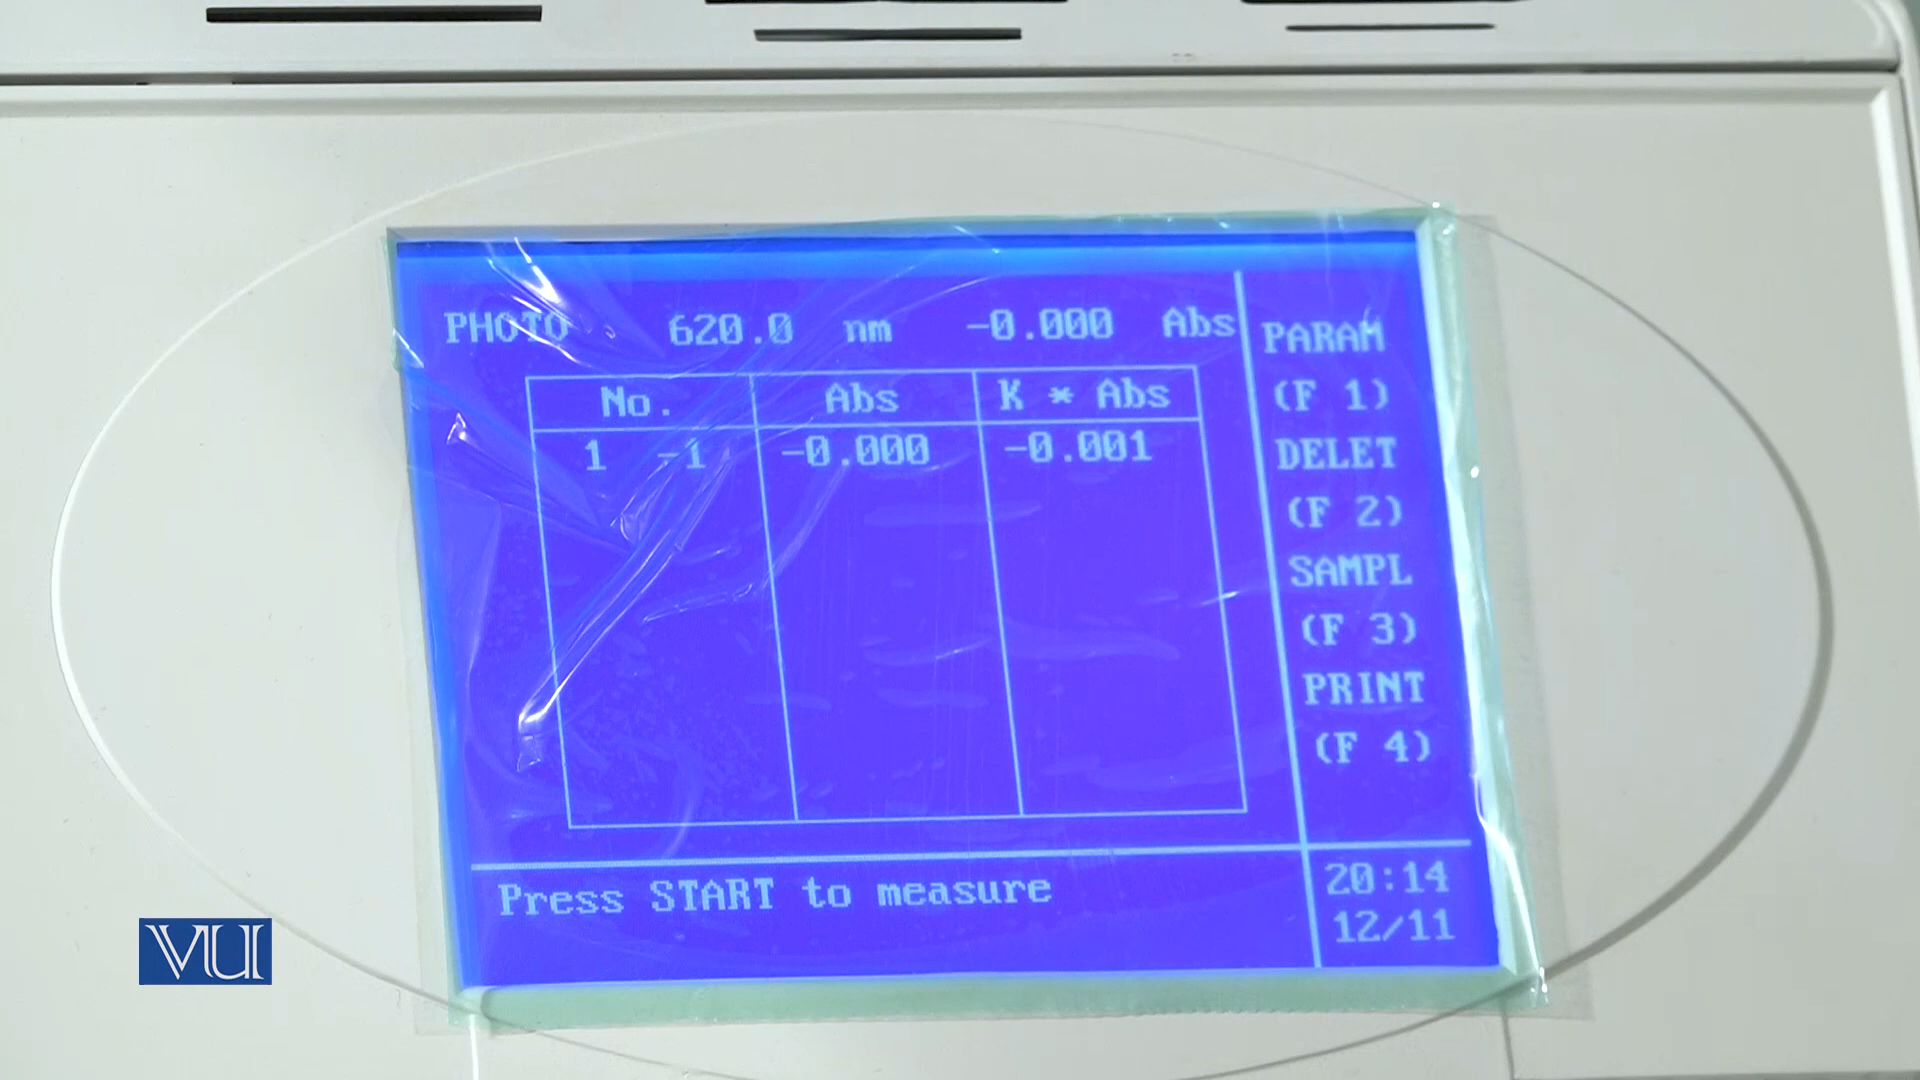 PHOTO 620.0 nm -0.000 Abs
No. Abs K * Abs
1 -1 -0.000 -0.001
PARAM
(F 1)
DELET
(F 2)
SAMPL
(F 3)
PRINT
(F 4)
Press START to measure
20:14
12/11
VU